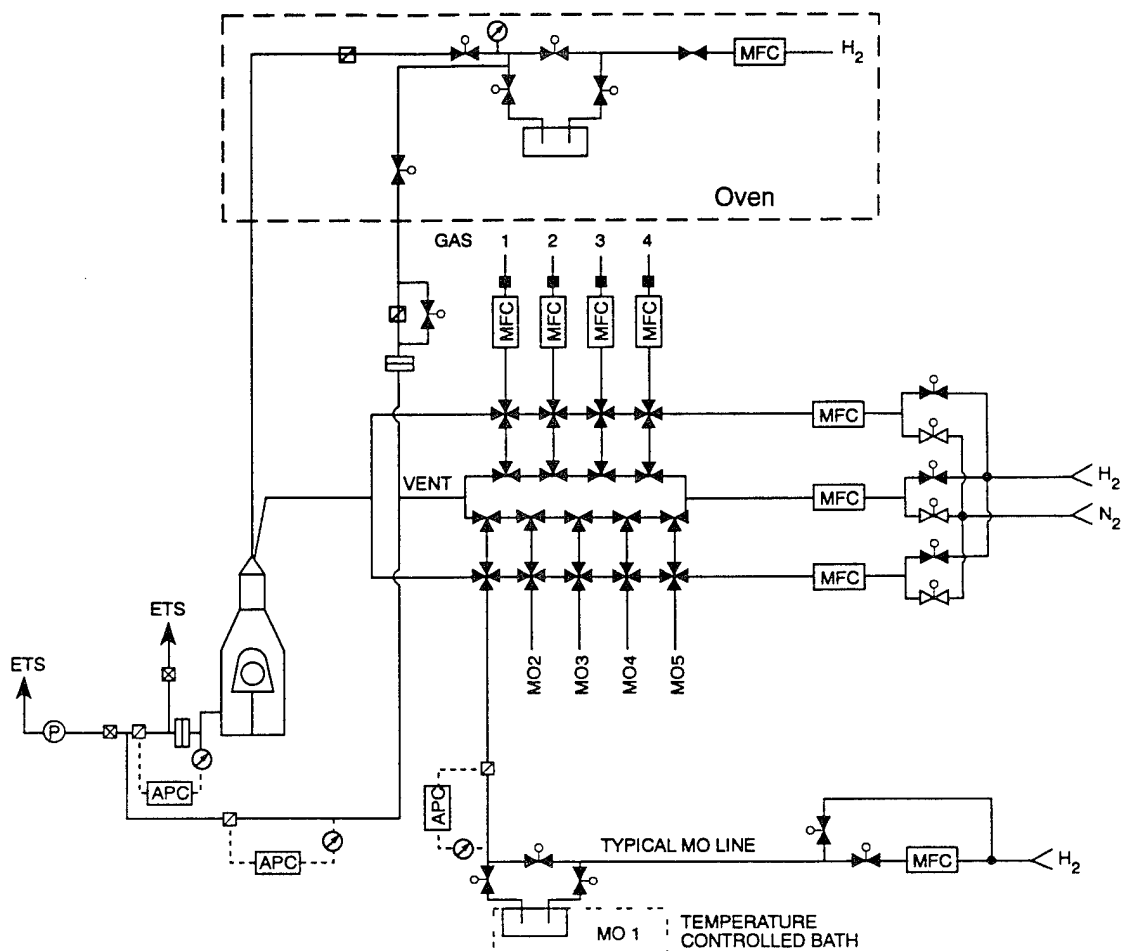 MFC
H2
Oven
GAS 1 2 3 4
MFC MFC MFC MFC
MFC
VENT
MFC
H2
N2
MFC
ETS
ETS
MO2 MO3 MO4 MO5
P
APC
APC
APC
TYPICAL MO LINE
MFC
H2
MO 1
TEMPERATURE
CONTROLLED BATH